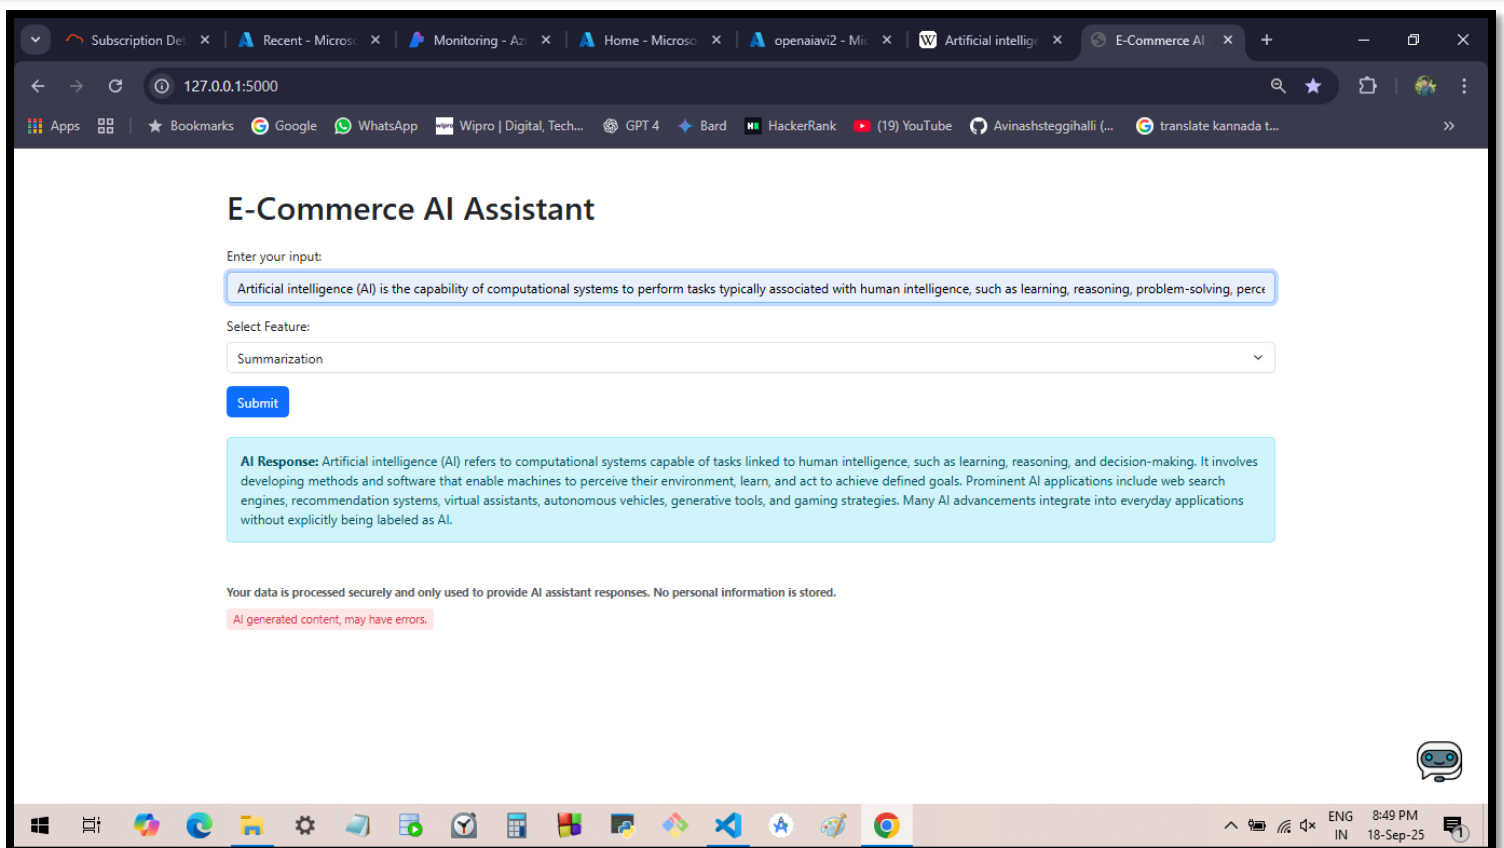 Subscription Det
Recent - Microso
Monitoring - Az
Home - Microso
openaiavi2 - Mic
W Artificial intellige
E-Commerce AI
127.0.0.1:5000
Apps
Bookmarks
Google
WhatsApp
wipro Wipro | Digital, Tech...
GPT 4
Bard
H HackerRank
(19) YouTube
Avinashsteggihalli (...
G translate kannada t...
E-Commerce AI Assistant
Enter your input:
Artificial intelligence (AI) is the capability of computational systems to perform tasks typically associated with human intelligence, such as learning, reasoning, problem-solving, perce
Select Feature:
Summarization
Submit
AI Response: Artificial intelligence (AI) refers to computational systems capable of tasks linked to human intelligence, such as learning, reasoning, and decision-making. It involves
developing methods and software that enable machines to perceive their environment, learn, and act to achieve defined goals. Prominent AI applications include web search
engines, recommendation systems, virtual assistants, autonomous vehicles, generative tools, and gaming strategies. Many AI advancements integrate into everyday applications
without explicitly being labeled as AI.
Your data is processed securely and only used to provide AI assistant responses. No personal information is stored.
AI generated content, may have errors.
ENG
IN
8:49 PM
18-Sep-25
1